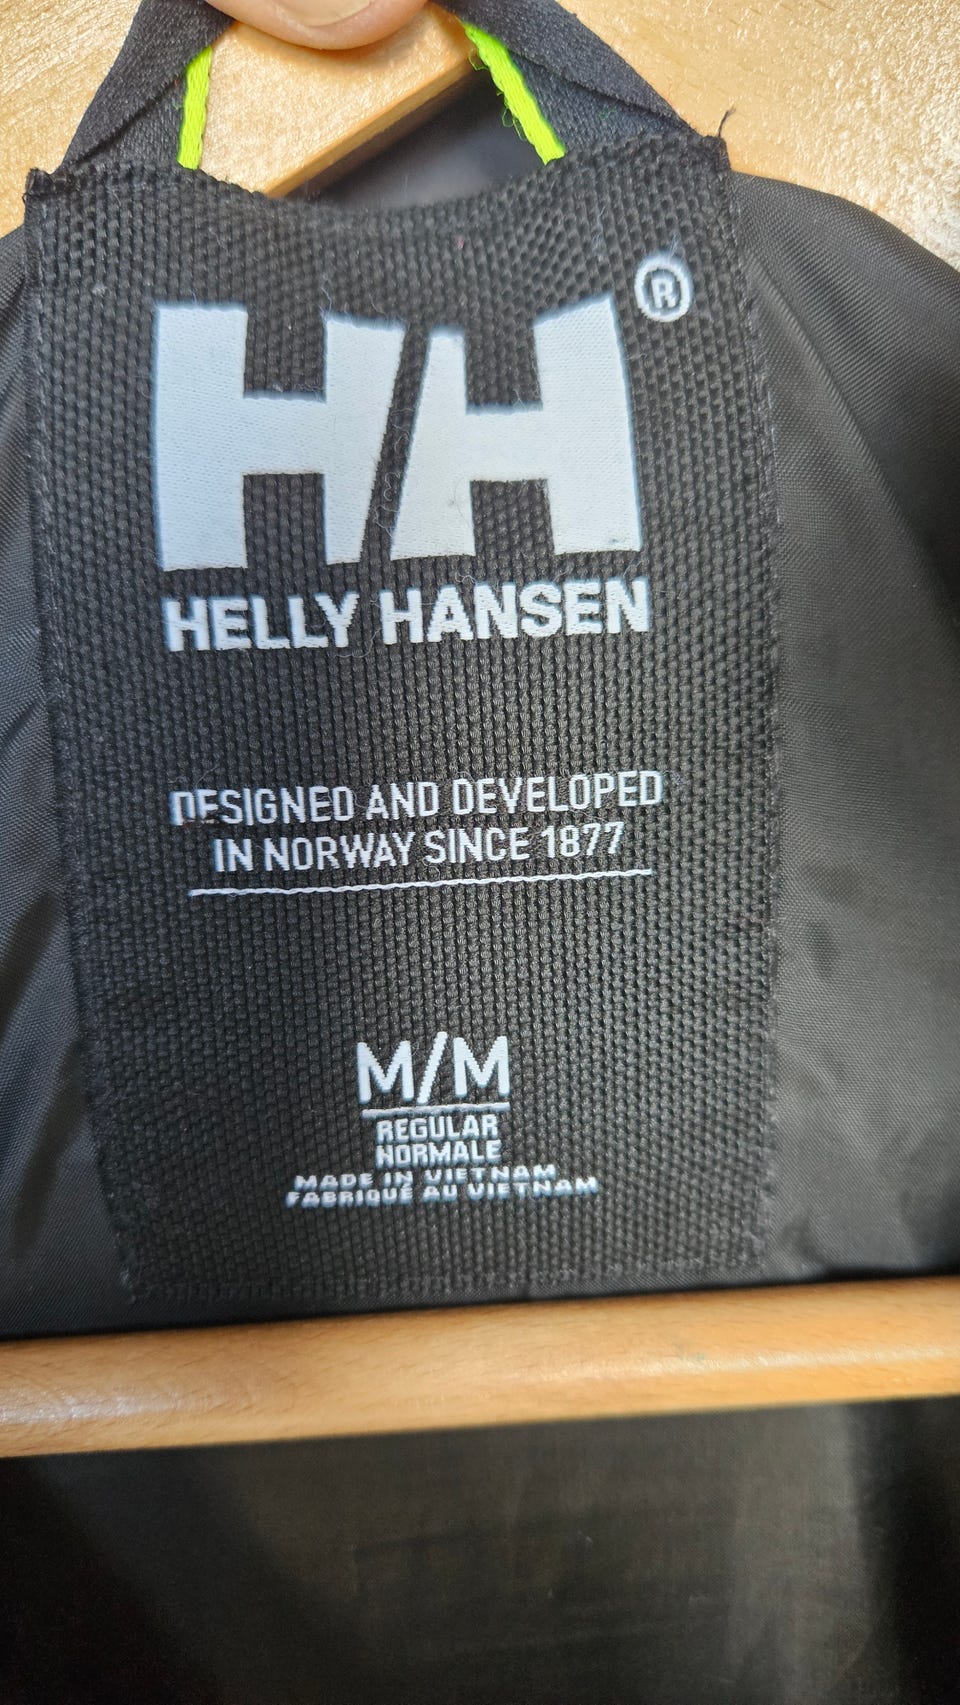 HH®
HELLY HANSEN
DESIGNED AND DEVELOPED
IN NORWAY SINCE 1877
M/M
REGULAR
NORMALE
MADE IN VIETNAM
FABRIQUÉ AU VIETNAM